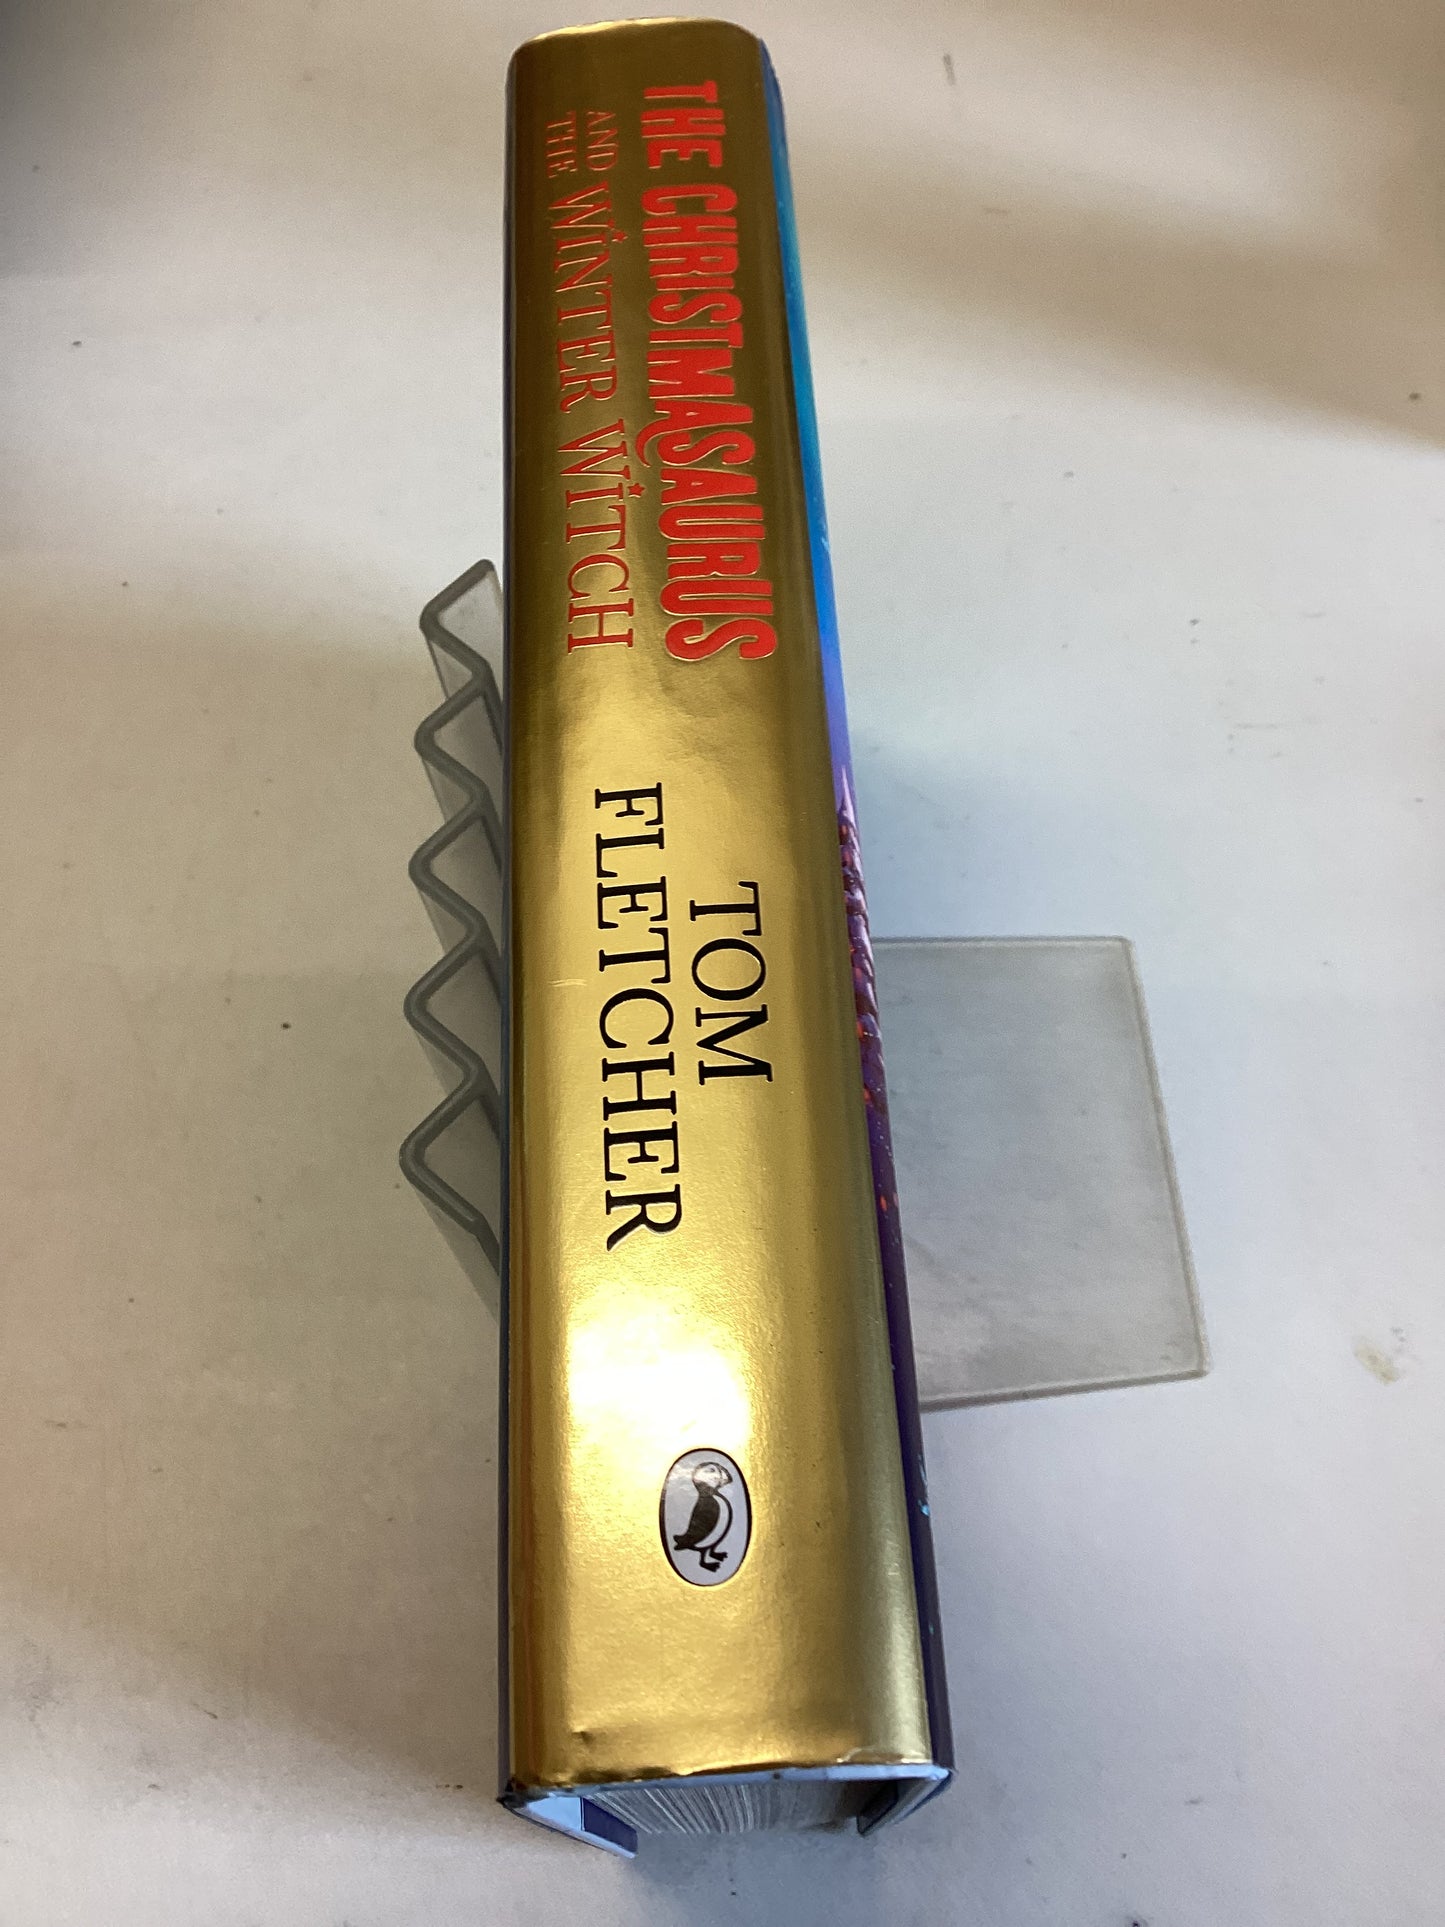 THE CHRISTMASAURUS
AND
THE
WINTER WITCH
TOM
FLETCHER